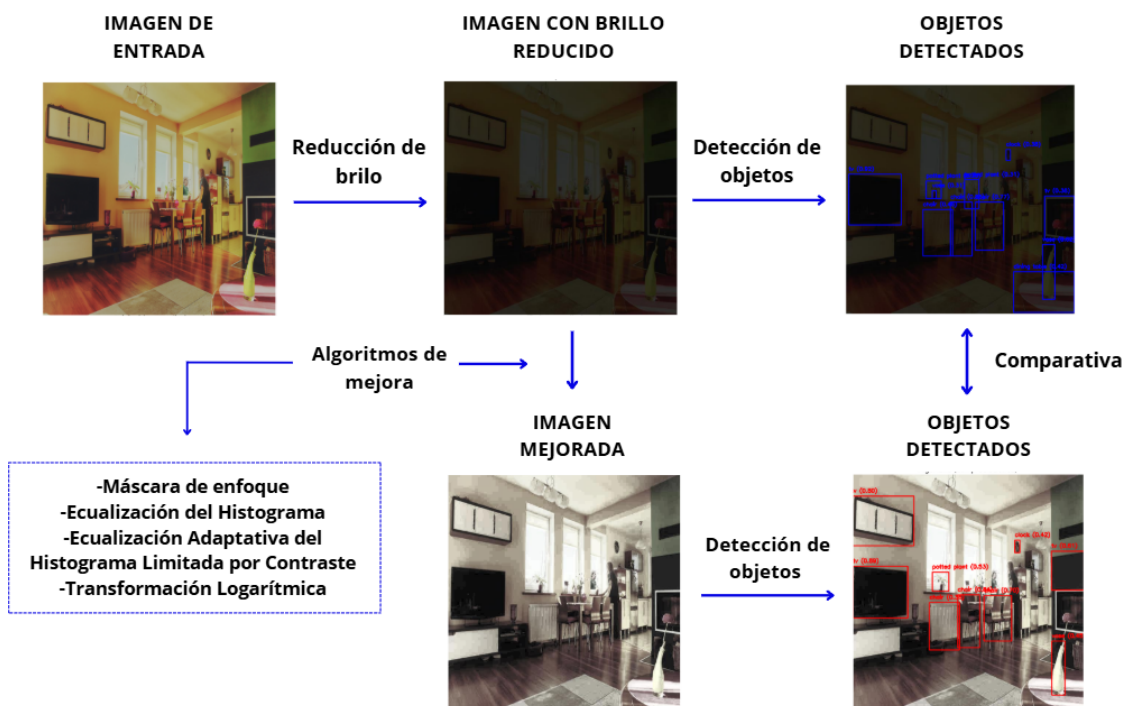 IMAGEN DE
ENTRADA
IMAGEN CON BRILLO
REDUCIDO
OBJETOS
DETECTADOS
Reducción de
brilo
Detección de
objetos
Algoritmos de
mejora
Comparativa
-Máscara de enfoque
-Ecualización del Histograma
-Ecualización Adaptativa del
Histograma Limitada por Contraste
-Transformación Logarítmica
IMAGEN
MEJORADA
Detección de
objetos
OBJETOS
DETECTADOS
clock (0.42)
potted plant (0.53)